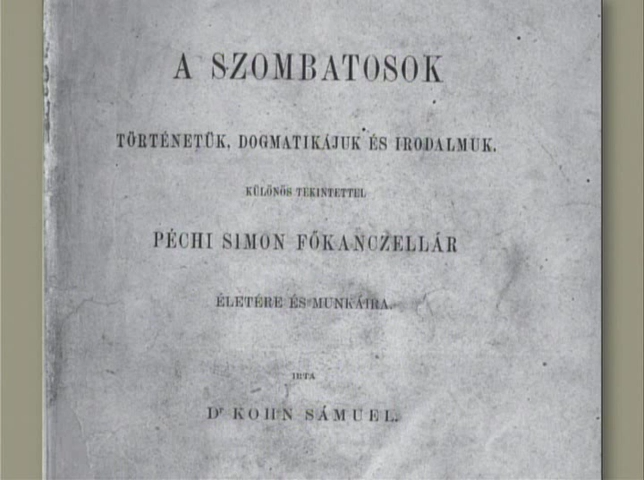 A SZOMBATOSOK
TÖRTÉNETÜK, DOGMATIKÁJUK ÉS IRODALMUK.
KÜLÖNÖS TEKINTETTEL
PÉCHI SIMON FŐKANCZELLÁR
ÉLETÉRE ÉS MUNKÁIRA.
IRTA
Dr KOHN SÁMUEL.